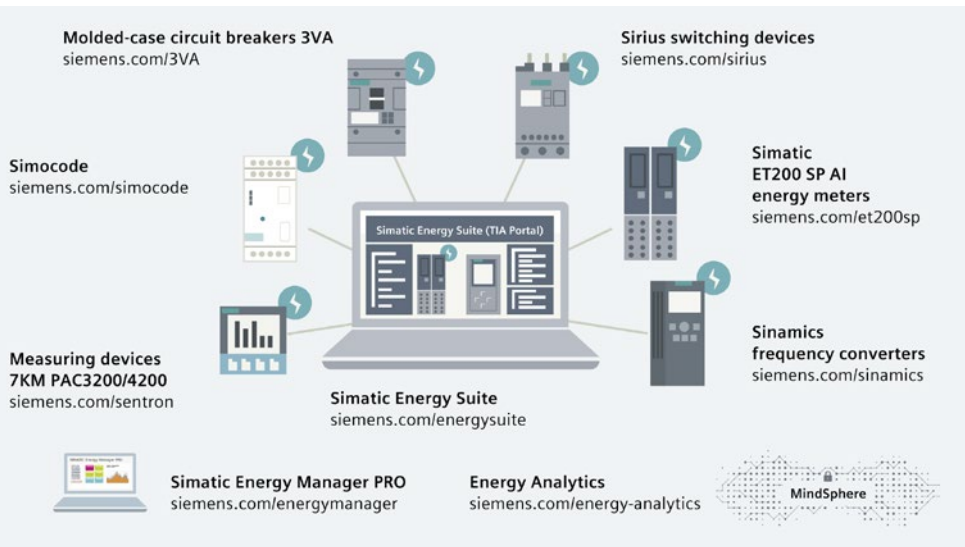 Molded-case circuit breakers 3VA
siemens.com/3VA
Sirius switching devices
siemens.com/sirius
Simocode
siemens.com/simocode
Simatic
ET200 SP AI
energy meters
siemens.com/et200sp
Simatic Energy Suite (TIA Portal)
Measuring devices
7KM PAC3200/4200
siemens.com/sentron
Sinamics
frequency converters
siemens.com/sinamics
Simatic Energy Suite
siemens.com/energysuite
Simatic Energy Manager PRO
siemens.com/energymanager
Energy Analytics
siemens.com/energy-analytics
MindSphere